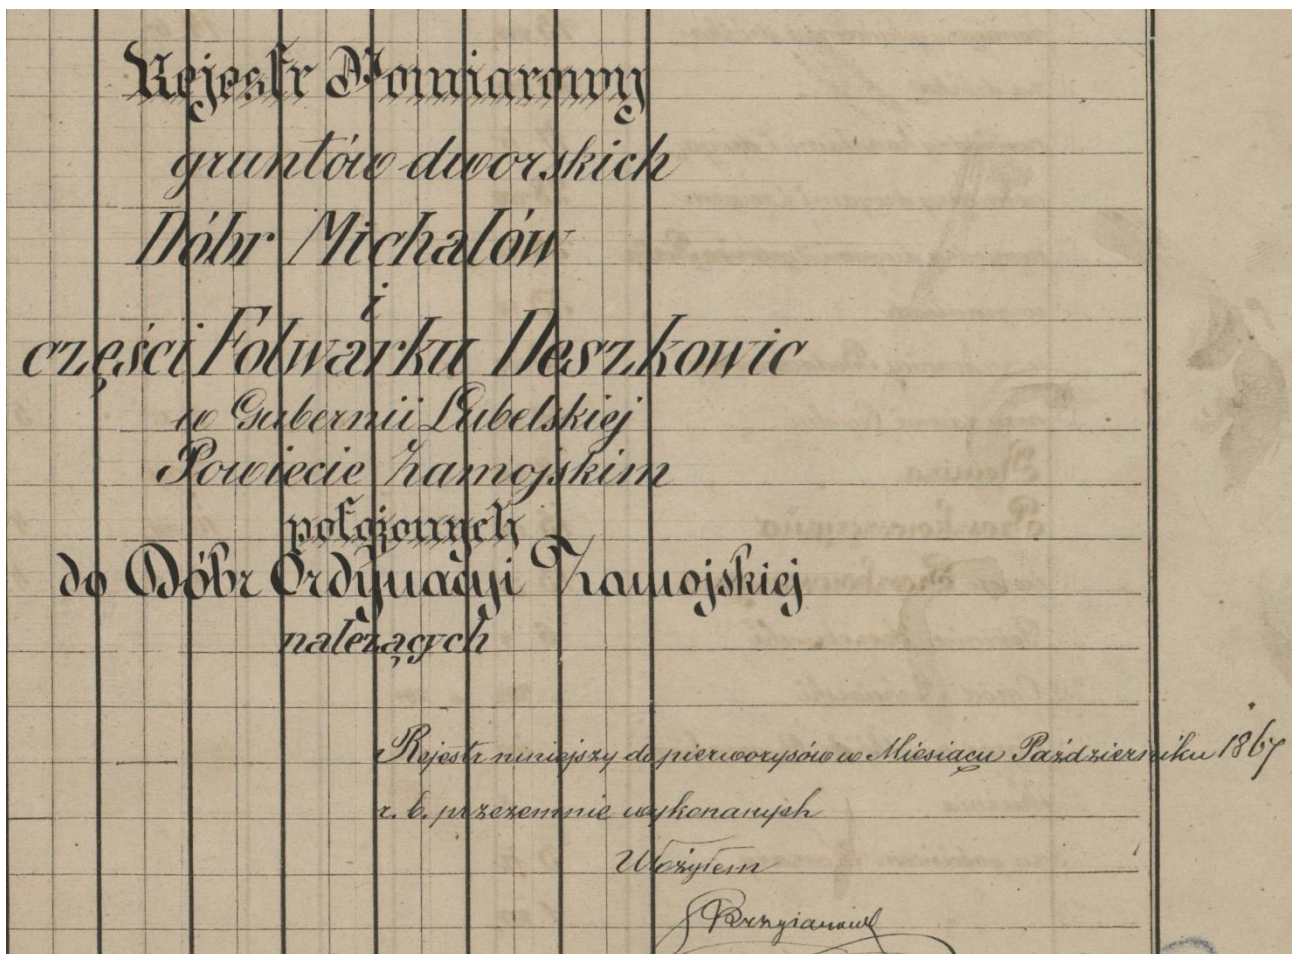 Rejestr Pomiarowy
gruntów dworskich
Dóbr Michalów
i
części Folwarku Deszkowic
w Gubernii Lubelskiej
Powiecie Zamojskim
położonych
do Dóbr Ordynacyi Zamojskiej
należących
Rejestr niniejszy do pierworysów w Miesiącu Październiku 1867
r. b. przezemnie wykonanych
Ułożyłem